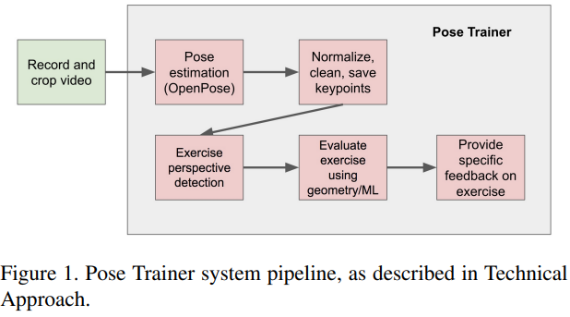 Pose Trainer
Record and
crop video
Pose
estimation
(OpenPose)
Normalize,
clean, save
keypoints
Exercise
perspective
detection
Evaluate
exercise
using
geometry/ML
Provide
specific
feedback on
exercise
Figure 1. Pose Trainer system pipeline, as described in Technical
Approach.